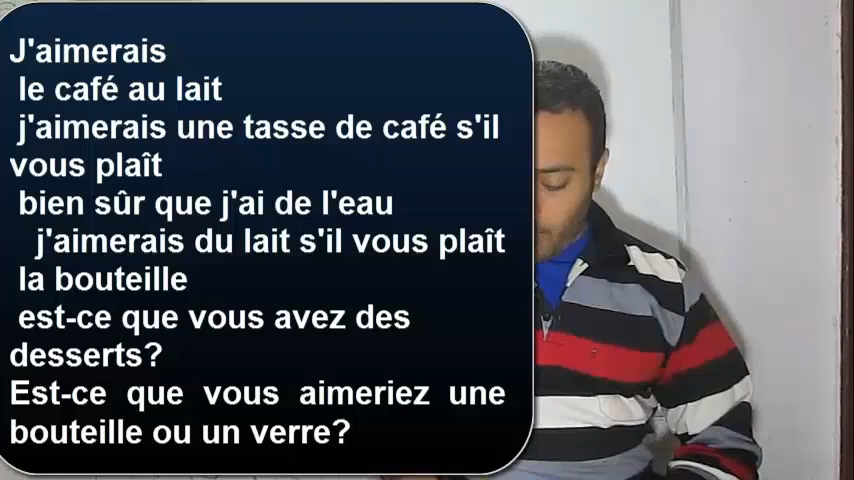 J'aimerais
le café au lait
j'aimerais une tasse de café s'il
vous plaît
bien sûr que j'ai de l'eau
j'aimerais du lait s'il vous plaît
la bouteille
est-ce que vous avez des
desserts?
Est-ce que vous aimeriez une
bouteille ou un verre?